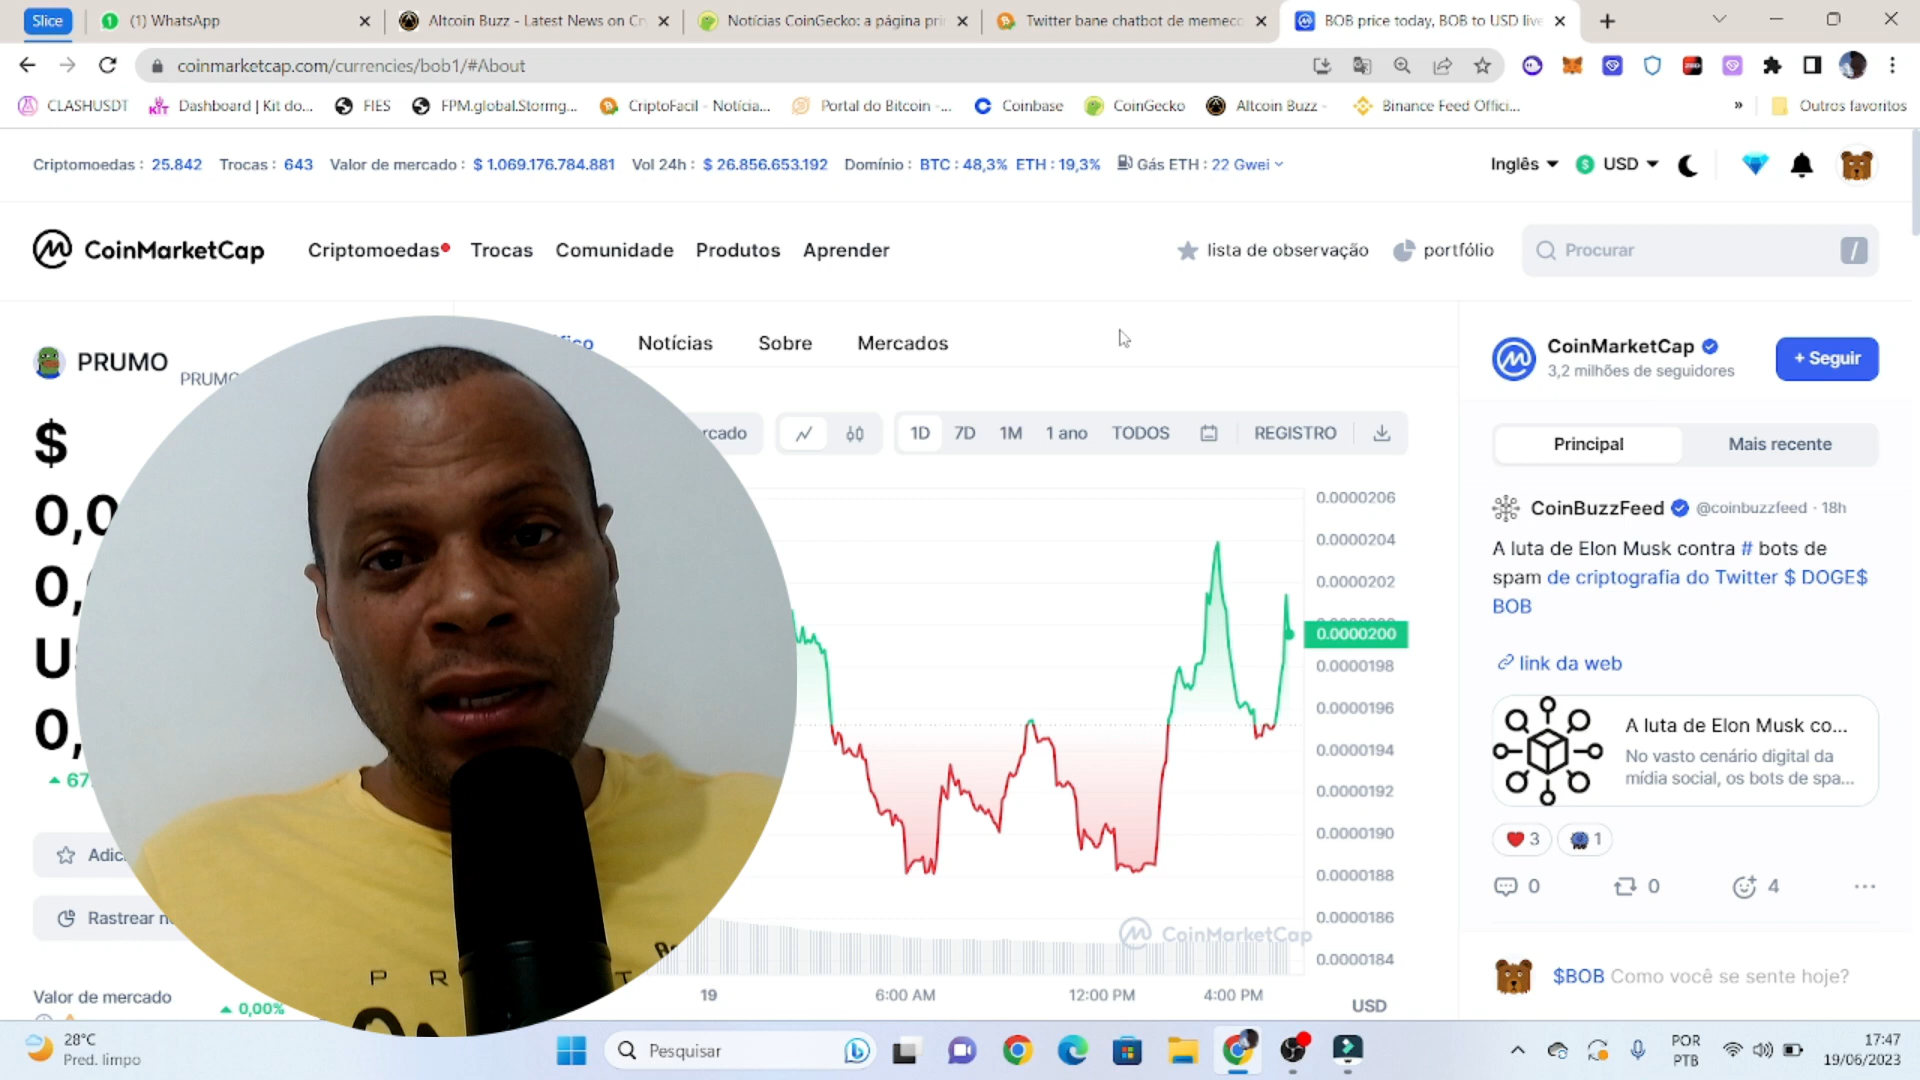 Slice
(1) WhatsApp
Altcoin Buzz - Latest News on Cr
Notícias CoinGecko: a página pri
Twitter bane chatbot de memecc
BOB price today, BOB to USD live
coinmarketcap.com/currencies/bob1/#About
CLASHUSDT
Dashboard | Kit do...
FIES
FPM.global.Stormg...
CriptoFacil - Notícia...
Portal do Bitcoin -...
Coinbase
CoinGecko
Altcoin Buzz -
Binance Feed Offici...
»
Outros favoritos
Criptomoedas : 25.842 Trocas : 643 Valor de mercado : $ 1.069.176.784.881 Vol 24h : $ 26.856.653.192 Domínio : BTC : 48,3% ETH : 19,3% Gás ETH : 22 Gwei
Inglês
USD
CoinMarketCap
Criptomoedas Trocas Comunidade Produtos Aprender
lista de observação
portfólio
Procurar
/
PRUMO
PRUMO
$
0,0
0,
U
0,
67
Adic
Rastrear n
Valor de mercado
0,00%
Notícias
Sobre
Mercados
1D 7D 1M 1 ano TODOS REGISTRO
0.0000206
0.0000204
0.0000202
0.0000200
0.0000198
0.0000196
0.0000194
0.0000192
0.0000190
0.0000188
0.0000186
0.0000184
CoinMarketCap
19 6:00 AM 12:00 PM 4:00 PM USD
CoinMarketCap
3,2 milhões de seguidores
+ Seguir
Principal
Mais recente
CoinBuzzFeed @coinbuzzfeed · 18h
A luta de Elon Musk contra # bots de
spam de criptografia do Twitter $ DOGE$
BOB
link da web
A luta de Elon Musk co...
No vasto cenário digital da
mídia social, os bots de spa...
3
1
0
0
4
$BOB Como você se sente hoje?
P R T
28°C
Pred. limpo
Pesquisar
POR
PTB
17:47
19/06/2023